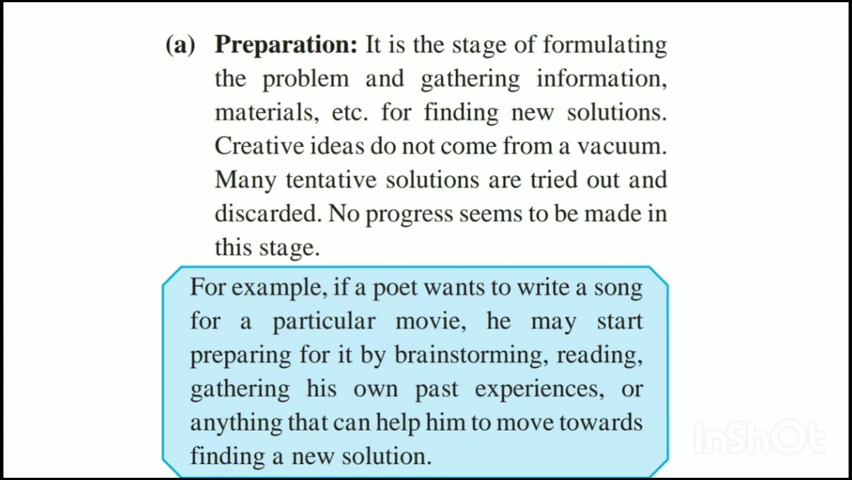 (a) Preparation: It is the stage of formulating
the problem and gathering information,
materials, etc. for finding new solutions.
Creative ideas do not come from a vacuum.
Many tentative solutions are tried out and
discarded. No progress seems to be made in
this stage.
For example, if a poet wants to write a song
for a particular movie, he may start
preparing for it by brainstorming, reading,
gathering his own past experiences, or
anything that can help him to move towards
finding a new solution.
InShOt